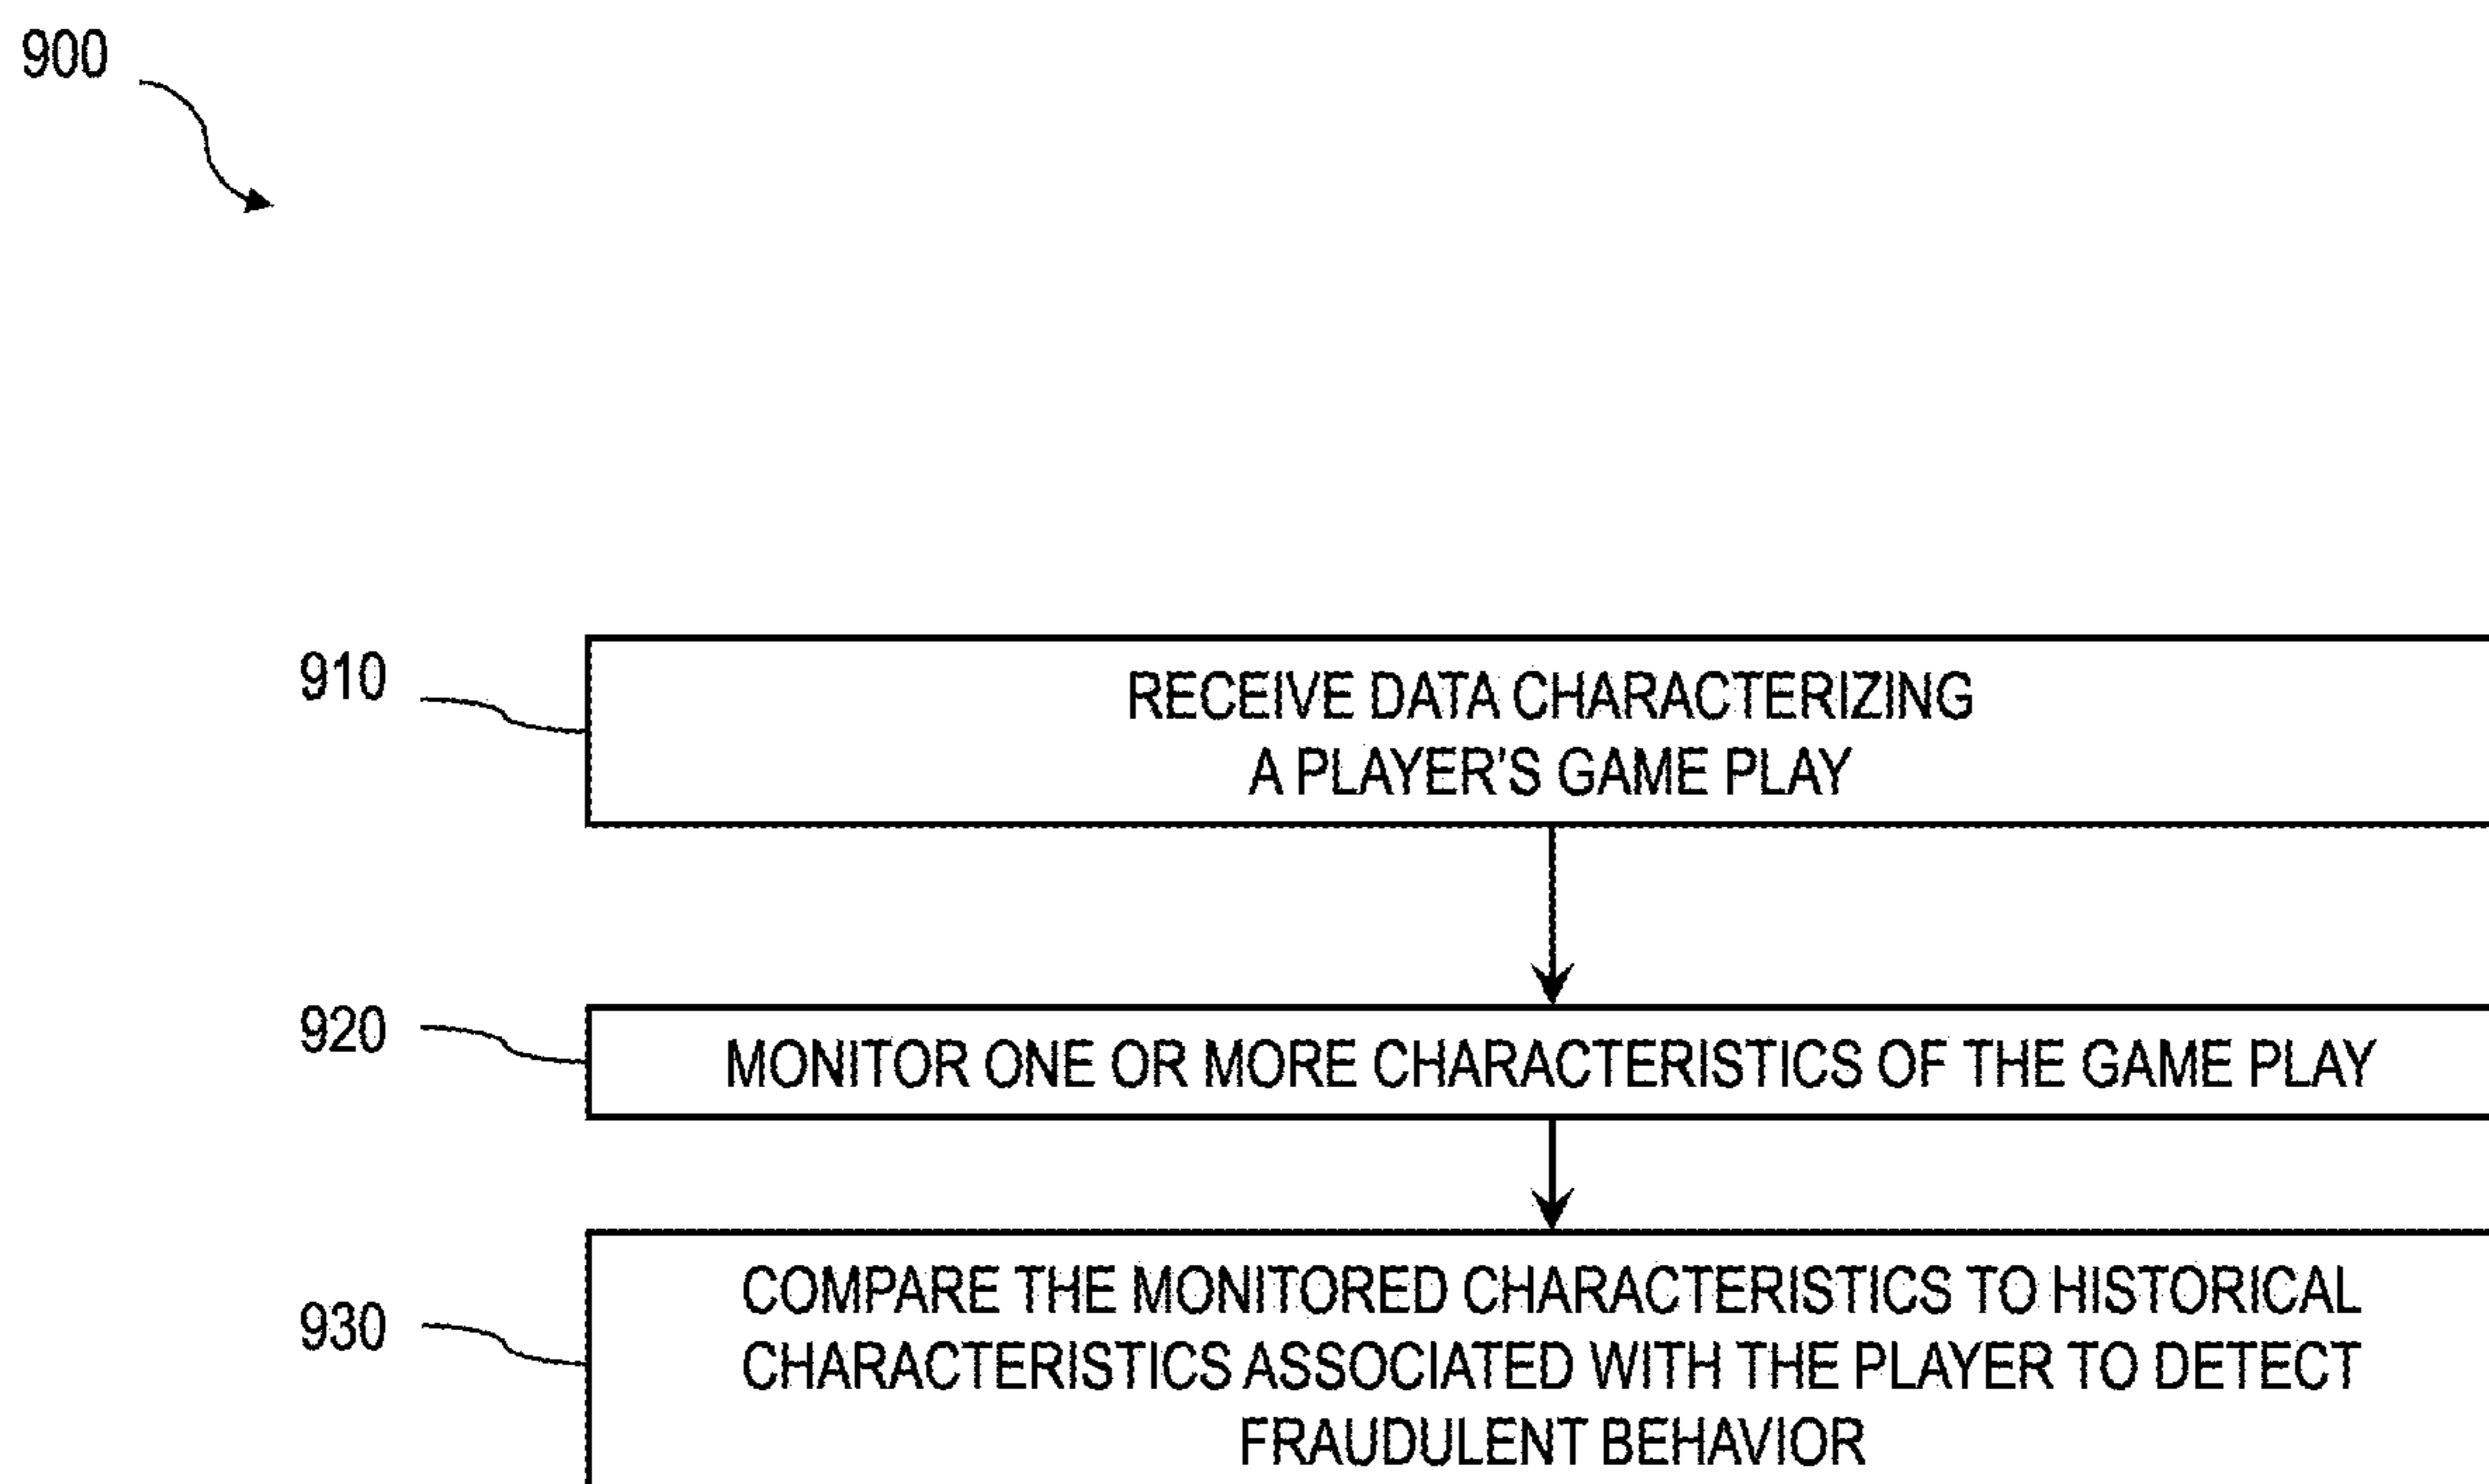 900
910
RECEIVE DATA CHARACTERIZING
A PLAYER'S GAME PLAY
920
MONITOR ONE OR MORE CHARACTERISTICS OF THE GAME PLAY
930
COMPARE THE MONITORED CHARACTERISTICS TO HISTORICAL
CHARACTERISTICS ASSOCIATED WITH THE PLAYER TO DETECT
FRAUDULENT BEHAVIOR